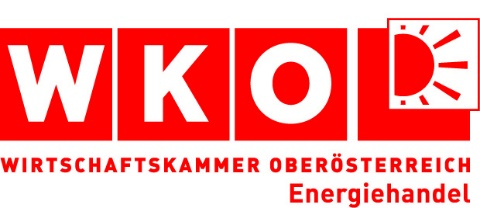 WKO
WIRTSCHAFTSKAMMER OBERÖSTERREICH
Energiehandel